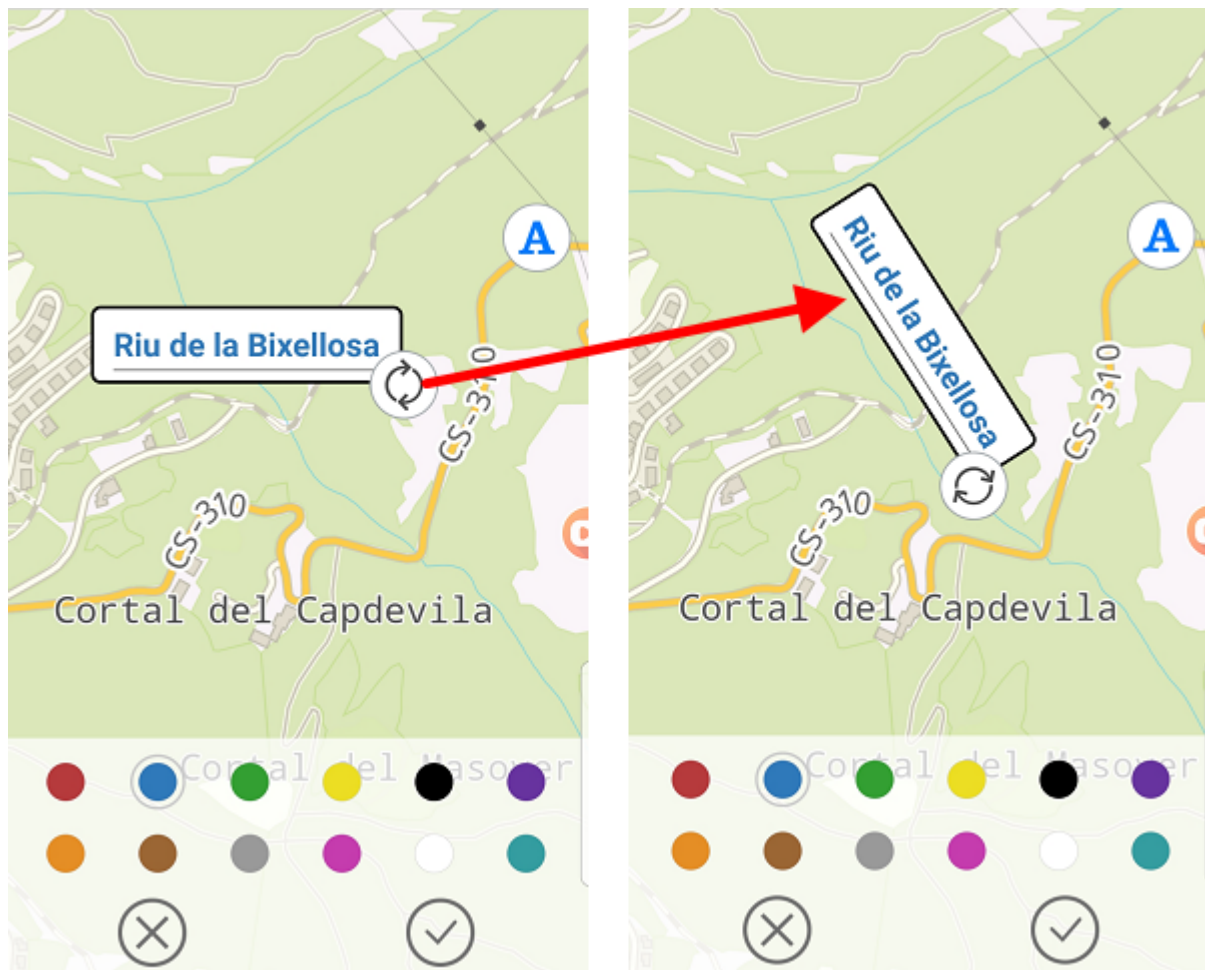 A
Riu de la Bixellosa
CS-310
CS-310
Cortal del Capdevila
Cortal del Masover
A
Riu de la Bixellosa
CS-310
CS-310
Cortal del Capdevila
Cortal del Masover